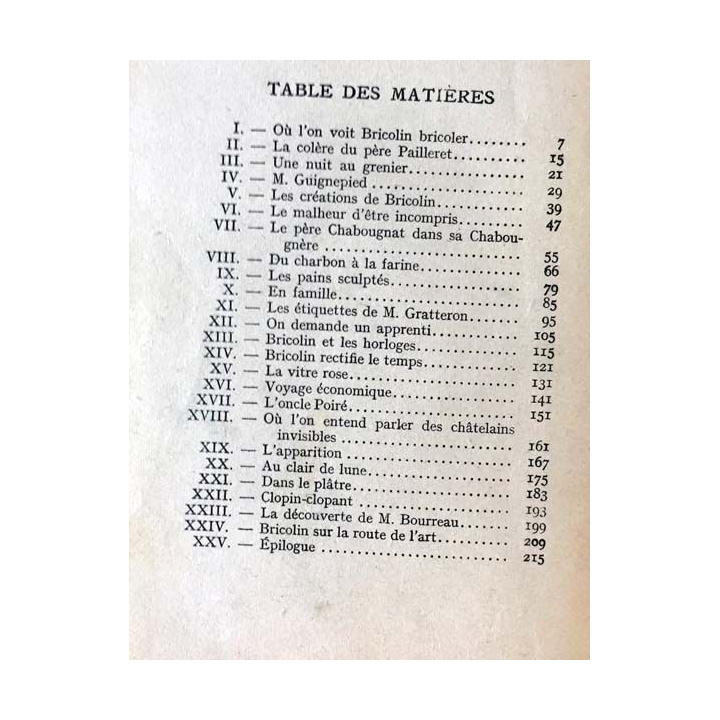 TABLE DES MATIÈRES
I. — Où l'on voit Bricolin bricoler........ 7
II. — La colère du père Pailleret.......... 15
III. — Une nuit au grenier................ 21
IV. — M. Guignepied .................... 29
V. — Les créations de Bricolin............ 39
VI. — Le malheur d'être incompris......... 47
VII. — Le père Chabougnat dans sa Chabou-
gnère .......................... 55
VIII. — Du charbon à la farine.............. 66
IX. — Les pains sculptés.................. 79
X. — En famille......................... 85
XI. — Les étiquettes de M. Gratteron....... 95
XII. — On demande un apprenti............ 105
XIII. — Bricolin et les horloges.............. 115
XIV. — Bricolin rectifie le temps............ 121
XV. — La vitre rose...................... 131
XVI. — Voyage économique................ 141
XVII. — L'oncle Poiré...................... 151
XVIII. — Où l'on entend parler des châtelains
invisibles ....................... 161
XIX. — L'apparition ...................... 167
XX. — Au clair de lune................... 175
XXI. — Dans le plâtre..................... 183
XXII. — Clopin-clopant .................... 193
XXIII. — La découverte de M. Bourreau....... 199
XXIV. — Bricolin sur la route de l'art.......... 209
XXV. — Épilogue ......................... 215